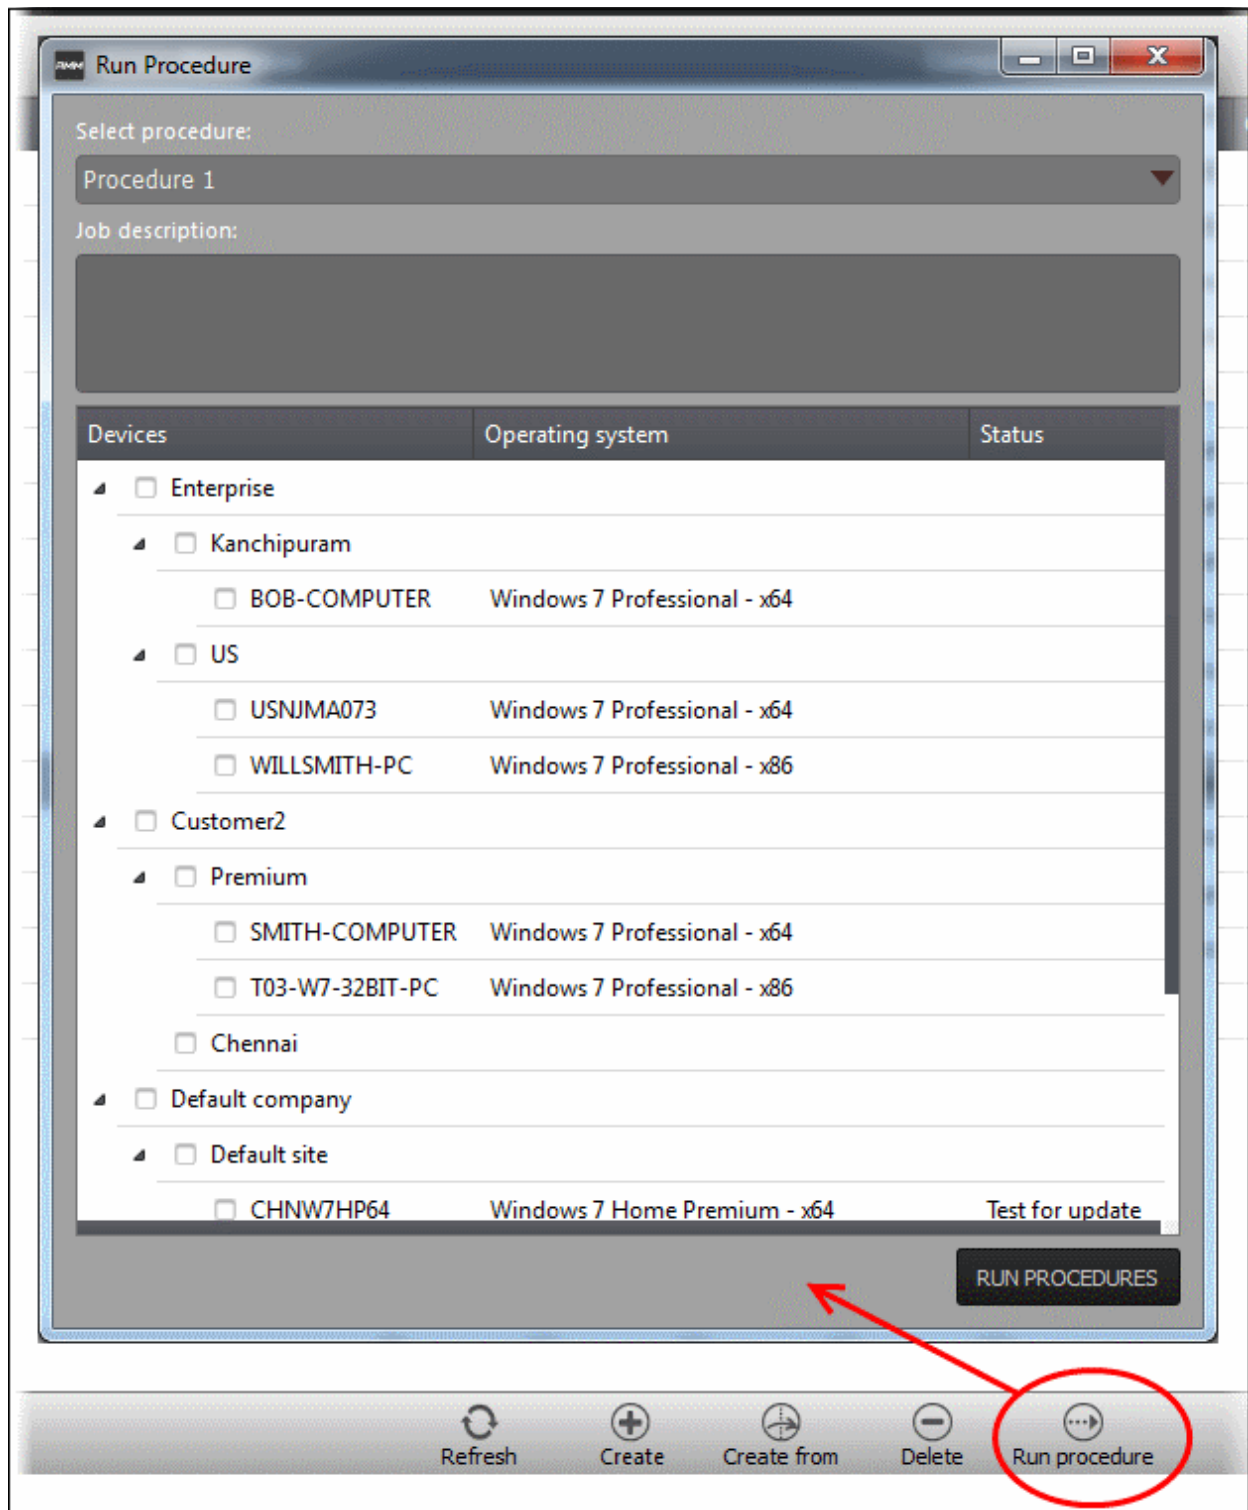 RMM Run Procedure
X
Select procedure:
Procedure 1
Job description:
Devices Operating system Status
Enterprise
Kanchipuram
BOB-COMPUTER Windows 7 Professional - x64
US
USNJMA073 Windows 7 Professional - x64
WILLSMITH-PC Windows 7 Professional - x86
Customer2
Premium
SMITH-COMPUTER Windows 7 Professional - x64
T03-W7-32BIT-PC Windows 7 Professional - x86
Chennai
Default company
Default site
CHNW7HP64 Windows 7 Home Premium - x64 Test for update
RUN PROCEDURES
Refresh Create Create from Delete Run procedure